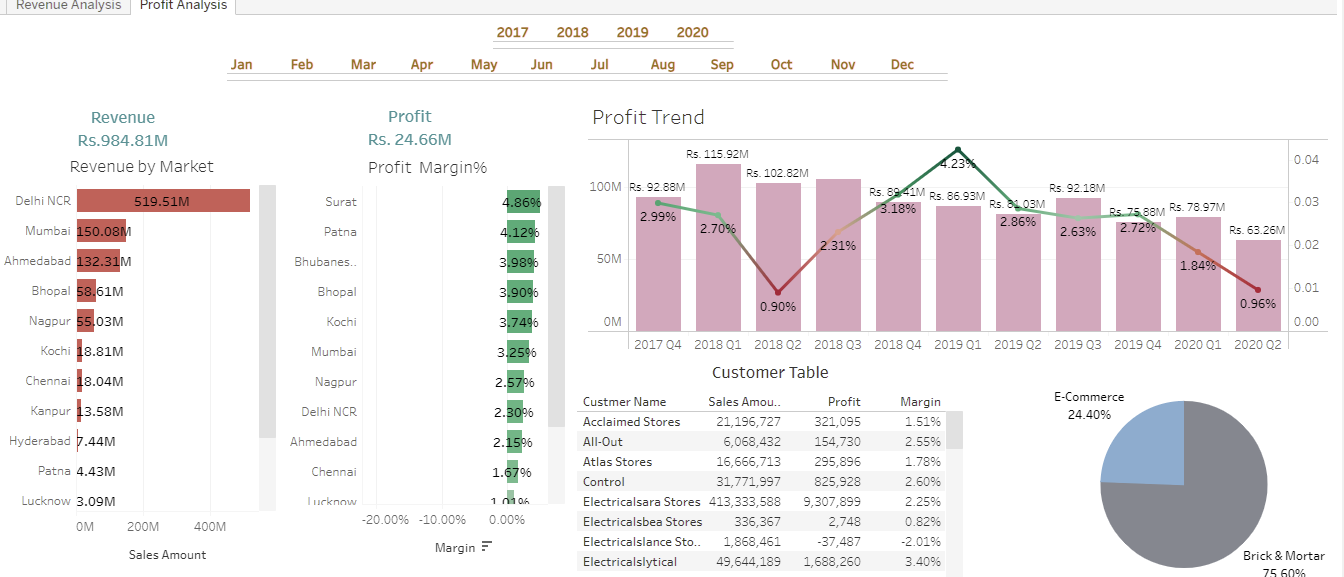 Revenue Analysis
Profit Analysis
2017 2018 2019 2020
Jan Feb Mar Apr May Jun Jul Aug Sep Oct Nov Dec
Revenue
Rs.984.81M
Revenue by Market
Delhi NCR 519.51M
Mumbai 150.08M
Ahmedabad 132.31M
Bhopal 58.61M
Nagpur 55.03M
Kochi 18.81M
Chennai 18.04M
Kanpur 13.58M
Hyderabad 7.44M
Patna 4.43M
Lucknow 3.09M
0M 200M 400M
Sales Amount
Profit
Rs. 24.66M
Profit Margin%
Surat 4.86%
Patna 4.12%
Bhubanes.. 3.98%
Bhopal 3.90%
Kochi 3.74%
Mumbai 3.25%
Nagpur 2.57%
Delhi NCR 2.30%
Ahmedabad 2.15%
Chennai 1.67%
Lucknow 1.01%
-20.00% -10.00% 0.00%
Margin
Profit Trend
100M
50M
0M
Rs. 92.88M Rs. 115.92M Rs. 102.82M Rs. 89.41M Rs. 86.93M Rs. 81.03M Rs. 92.18M Rs. 75.88M Rs. 78.97M Rs. 63.26M
2.99% 2.70% 0.90% 2.31% 3.18% 4.23% 2.86% 2.63% 2.72% 1.84% 0.96%
0.04
0.03
0.02
0.01
0.00
2017 Q4 2018 Q1 2018 Q2 2018 Q3 2018 Q4 2019 Q1 2019 Q2 2019 Q3 2019 Q4 2020 Q1 2020 Q2
Customer Table
Custmer Name Sales Amou.. Profit Margin
Acclaimed Stores 21,196,727 321,095 1.51%
All-Out 6,068,432 154,730 2.55%
Atlas Stores 16,666,713 295,896 1.78%
Control 31,771,997 825,928 2.60%
Electricalsara Stores 413,333,588 9,307,899 2.25%
Electricalsbea Stores 336,367 2,748 0.82%
Electricalslance Sto.. 1,868,461 -37,487 -2.01%
Electricalslytical 49,644,189 1,688,260 3.40%
E-Commerce
24.40%
Brick & Mortar
75.60%